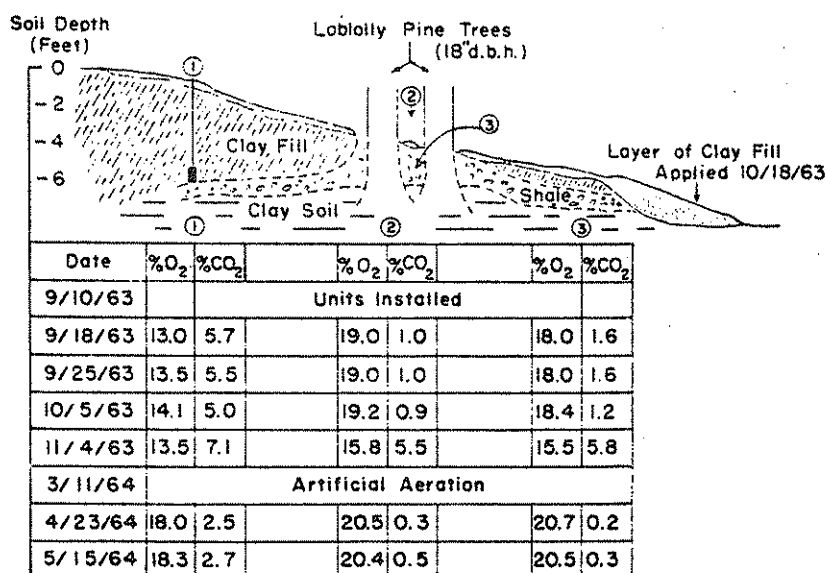 Soil Depth
(Feet)
Loblolly Pine Trees
(18"d.b.h.)
0
- 2
- 4
- 6
①
②
③
Clay Fill
Layer of Clay Fill
Applied 10/18/63
Shale
Clay Soil
① ② ③
Date %O₂ %CO₂ %O₂ %CO₂ %O₂ %CO₂
9/10/63 Units Installed
9/18/63 13.0 5.7 19.0 1.0 18.0 1.6
9/25/63 13.5 5.5 19.0 1.0 18.0 1.6
10/5/63 14.1 5.0 19.2 0.9 18.4 1.2
11/4/63 13.5 7.1 15.8 5.5 15.5 5.8
3/11/64 Artificial Aeration
4/23/64 18.0 2.5 20.5 0.3 20.7 0.2
5/15/64 18.3 2.7 20.4 0.5 20.5 0.3